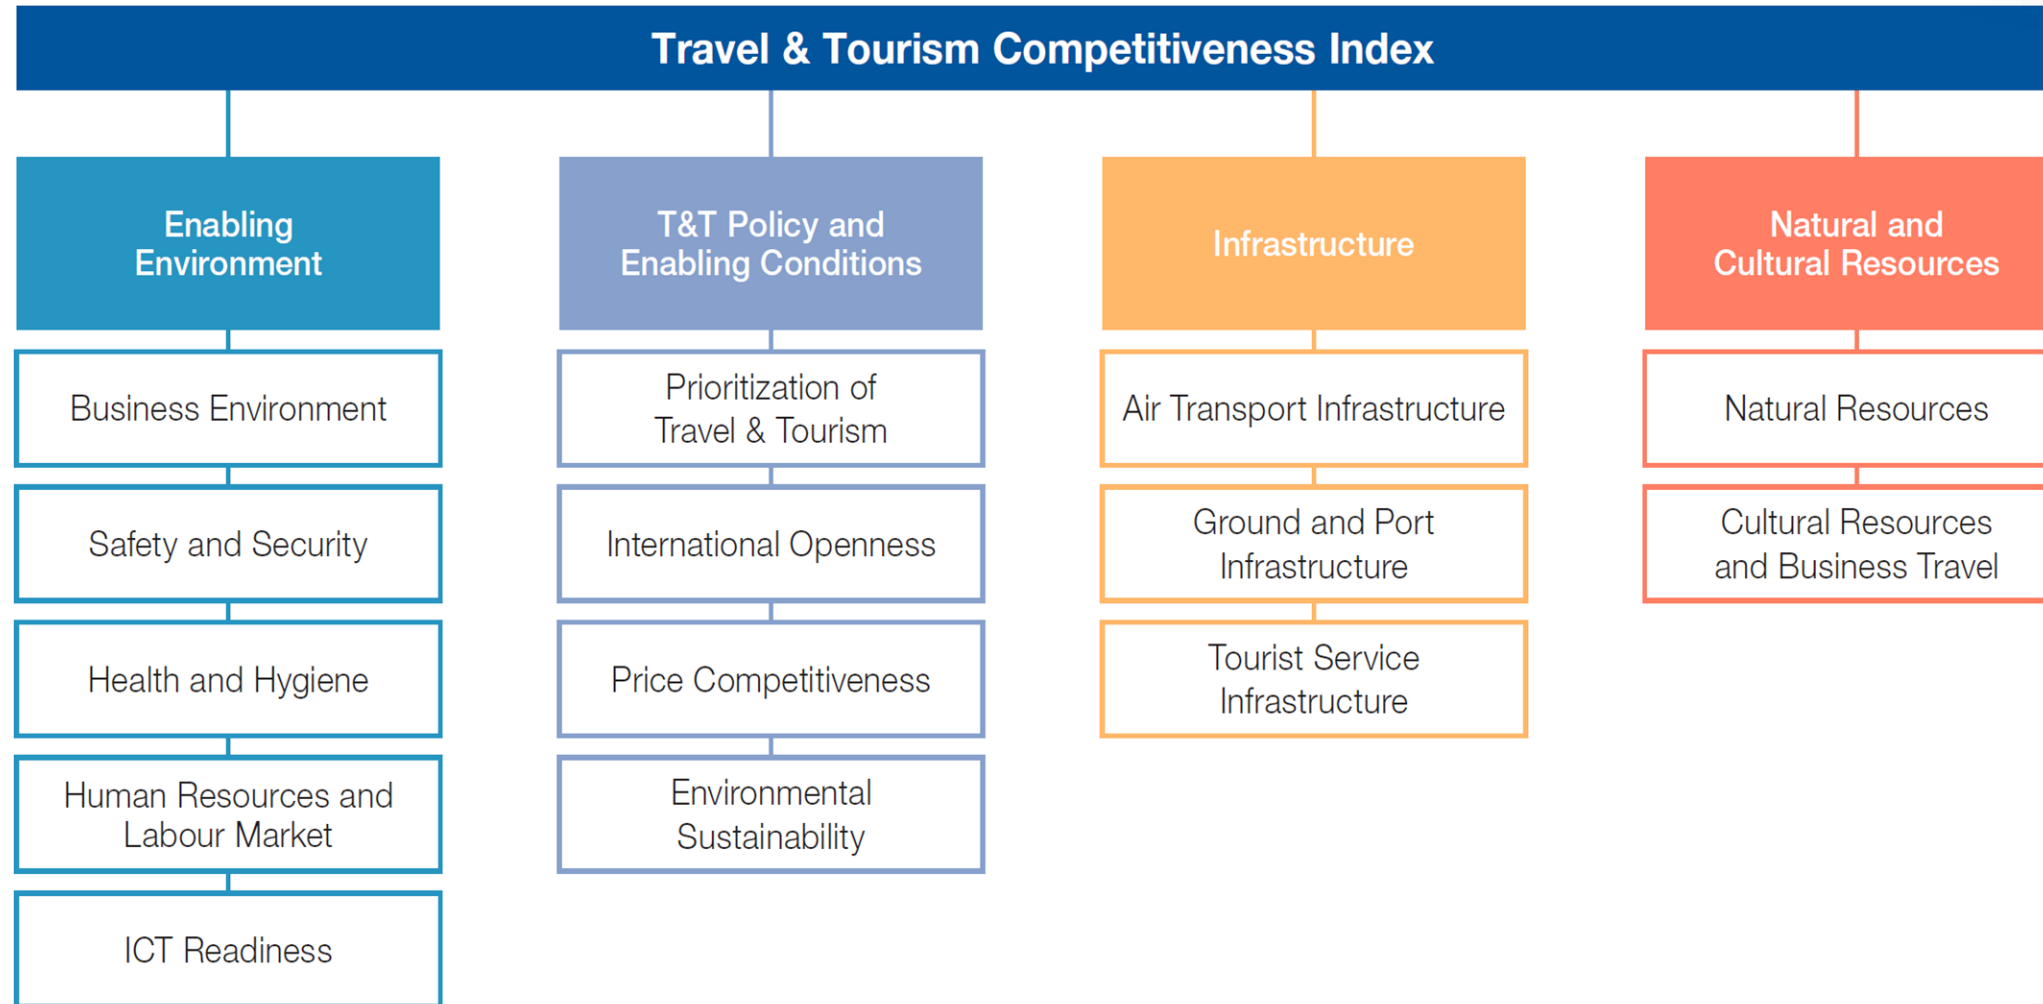 Travel & Tourism Competitiveness Index
Enabling
Environment
Business Environment
Safety and Security
Health and Hygiene
Human Resources and
Labour Market
ICT Readiness
T&T Policy and
Enabling Conditions
Prioritization of
Travel & Tourism
International Openness
Price Competitiveness
Environmental
Sustainability
Infrastructure
Air Transport Infrastructure
Ground and Port
Infrastructure
Tourist Service
Infrastructure
Natural and
Cultural Resources
Natural Resources
Cultural Resources
and Business Travel